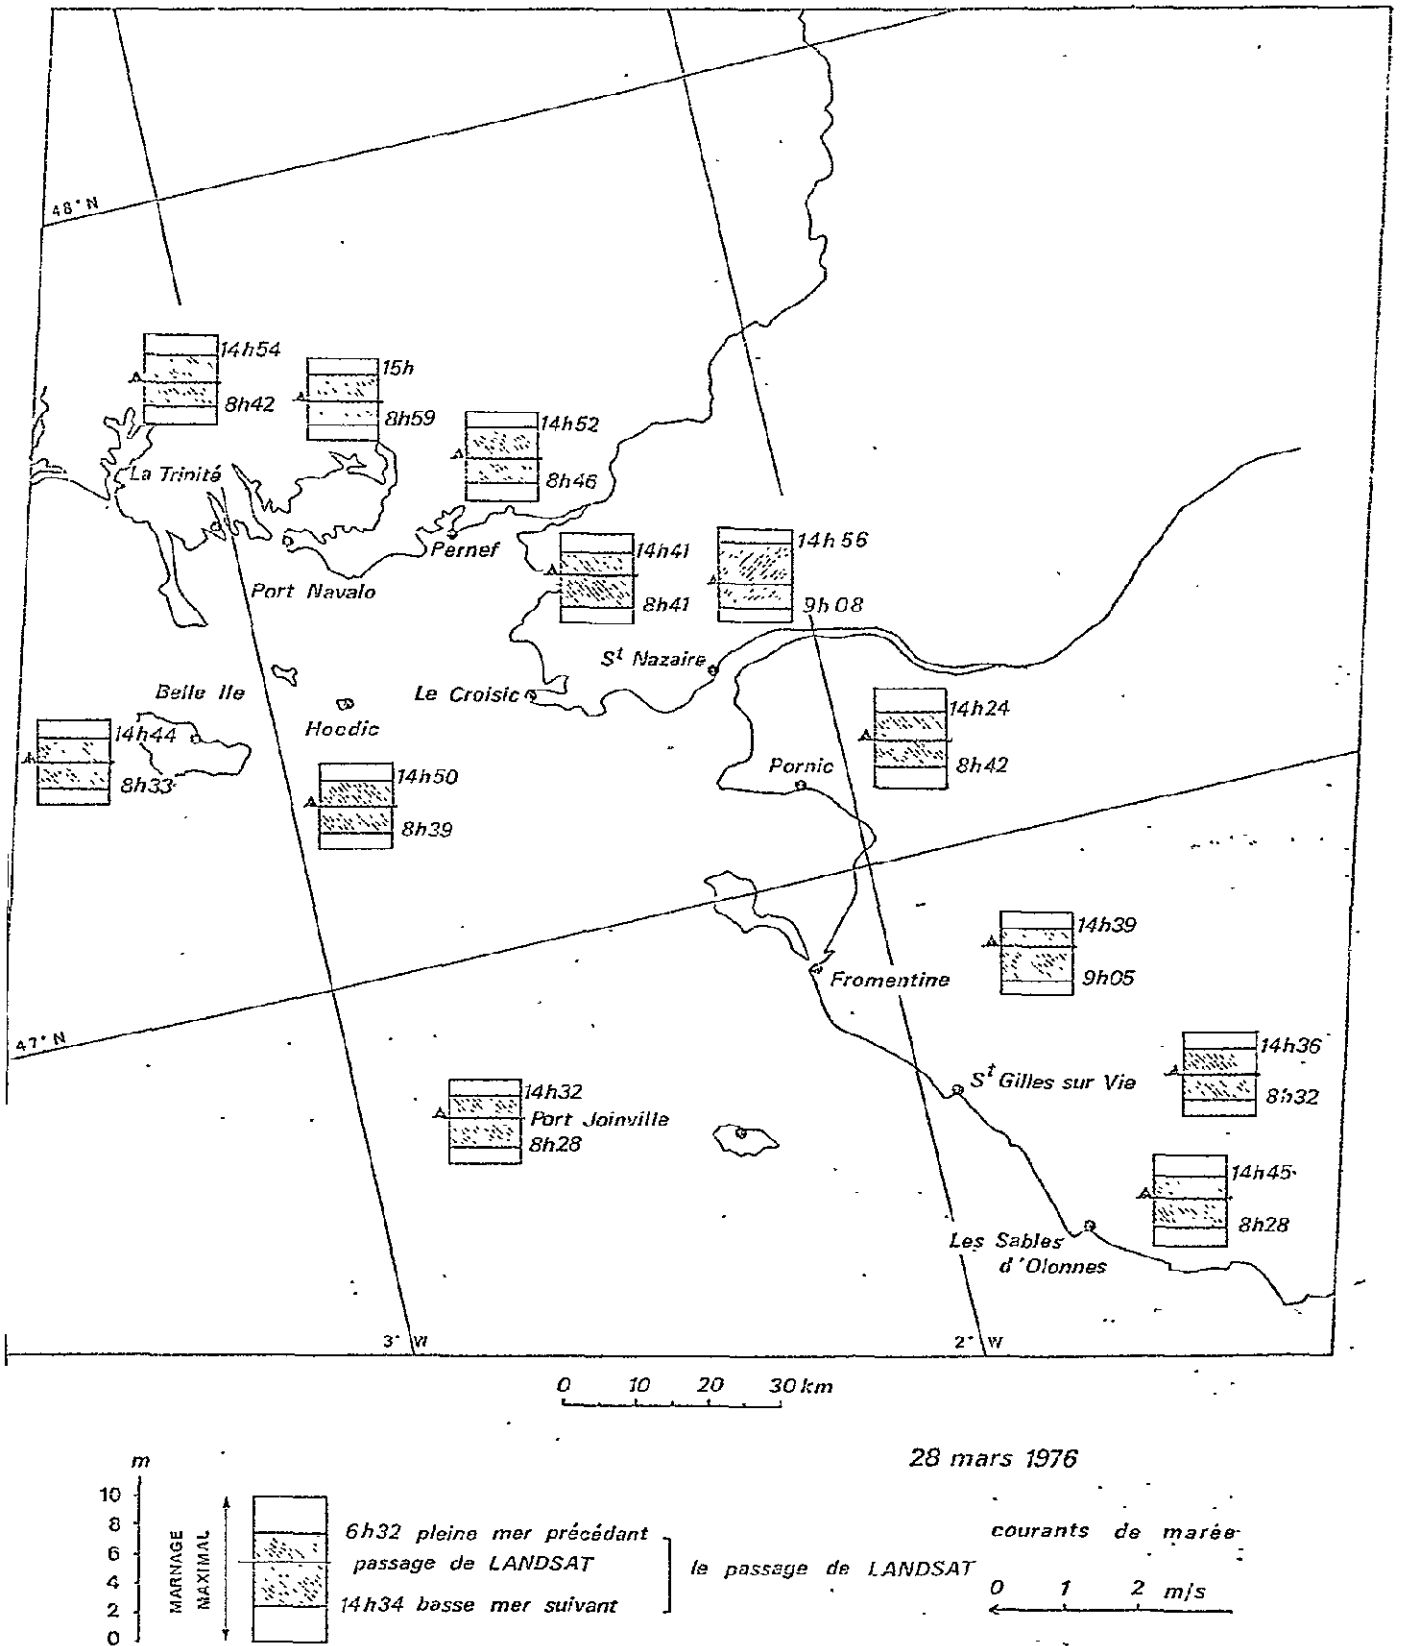 48° N
14h54
8h42
15h
8h59
14h52
8h46
La Trinité
Port Navalo
Pernef
14h41
8h41
14h56
9h08
St Nazaire
Belle Ile
Hoedic
Le Croisic
14h44
8h33
14h50
8h39
14h24
8h42
Pornic
14h39
9h05
Fromentine
47° N
14h36
8h32
St Gilles sur Vie
14h32
Port Joinville
8h28
14h45
8h28
Les Sables
d'Olonnes
3° W
2° W
0 10 20 30 km
28 mars 1976
m
10
8
6
4
2
0
MARNAGE
MAXIMAL
6h32 pleine mer précédant
passage de LANDSAT
14h34 basse mer suivant
le passage de LANDSAT
courants de marée
0 1 2 m/s